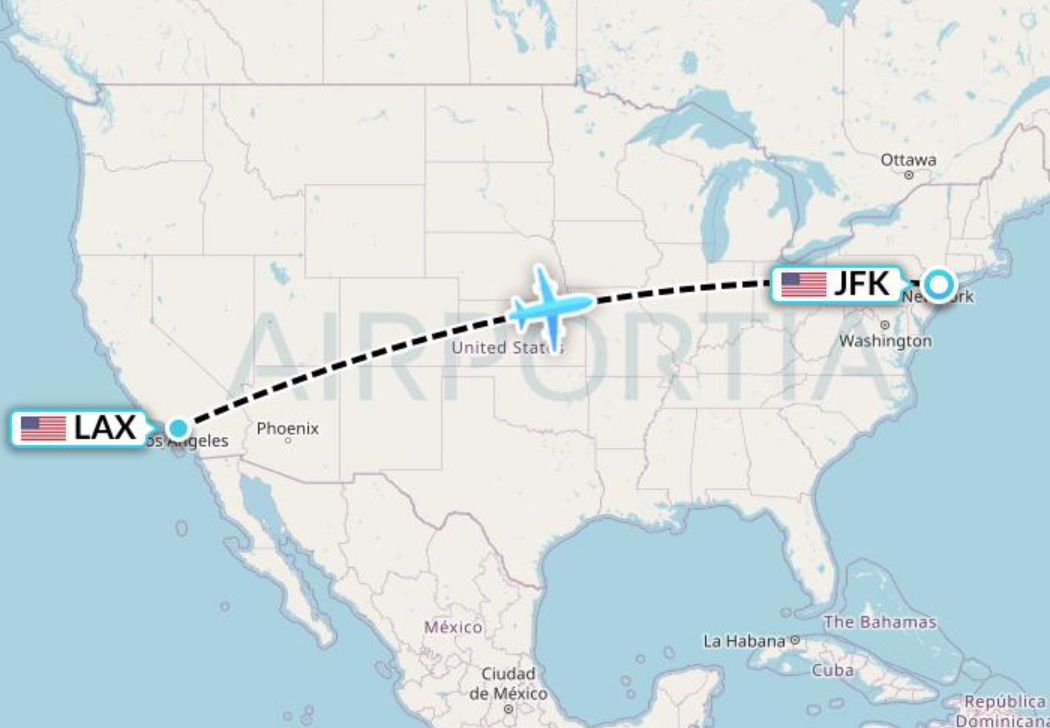 Ottawa
JFK
New York
Washington
AIRPORTIA
United States
LAX
Los Angeles
Phoenix
México
The Bahamas
La Habana
Cuba
Ciudad
de México
República
Dominicana